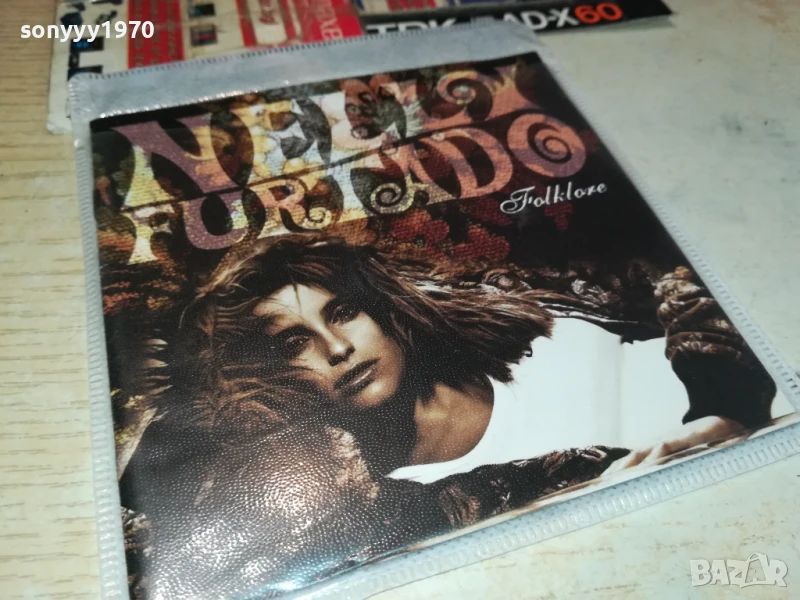 sonyyy1970
TDK AD-X60
NELLY
FURTADO
Folklore
BAZAR